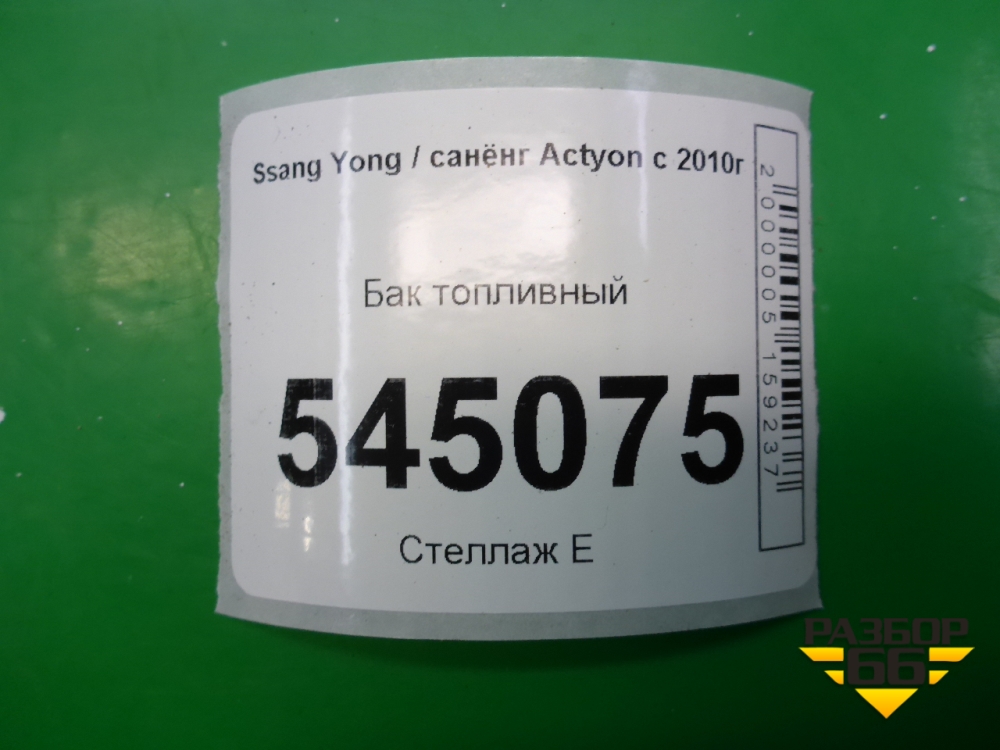 Ssang Yong / санёнг Actyon с 2010г
Бак топливный
545075
Стеллаж Е
2000005159237
РАЗБОР
66